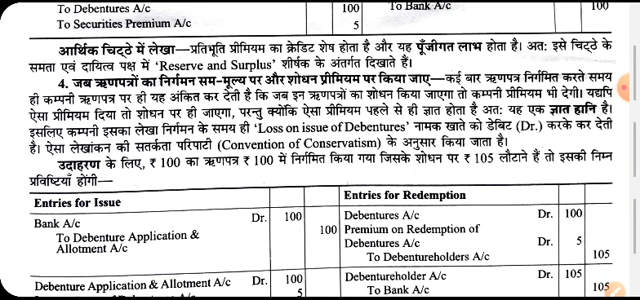 To Debentures A/c 100 To Bank A/c 100
To Securities Premium A/c 5
आर्थिक चिट्ठे में लेखा—प्रतिभूति प्रीमियम का क्रेडिट शेष होता है और यह पूँजीगत लाभ होता है। अत: इसे चिट्ठे के
समता एवं दायित्व पक्ष में ‘Reserve and Surplus’ शीर्षक के अंतर्गत दिखाते हैं।
4. जब ऋणपत्रों का निर्गमन सम-मूल्य पर और शोधन प्रीमियम पर किया जाए—कई बार ऋणपत्र निर्गमित करते समय
ही कम्पनी ऋणपत्र पर ही यह अंकित कर देती है कि जब इन ऋणपत्रों का शोधन किया जाएगा तो कम्पनी प्रीमियम भी देगी। यद्यपि
ऐसा प्रीमियम दिया तो शोधन पर ही जाएगा, परन्तु क्योंकि ऐसा प्रीमियम पहले से ही ज्ञात होता है अत: यह एक ज्ञात हानि है।
इसलिए कम्पनी इसका लेखा निर्गमन के समय ही ‘Loss on issue of Debentures’ नामक खाते को डेबिट (Dr.) करके कर देती
है। ऐसा लेखांकन की सतर्कता परिपाटी (Convention of Conservatism) के अनुसार किया जाता है।
उदाहरण के लिए, ₹ 100 का ऋणपत्र ₹ 100 में निर्गमित किया गया जिसके शोधन पर ₹ 105 लौटाने हैं तो इसकी निम्न
प्रविष्टियाँ होंगी—
Entries for Issue Entries for Redemption
Bank A/c Dr. 100 Debentures A/c Dr. 100
To Debenture Application & 100 Premium on Redemption of
Allotment A/c Debentures A/c Dr. 5
To Debentureholders A/c 105
Debenture Application & Allotment A/c Dr. 100 Debentureholder A/c Dr. 105
5 To Bank A/c 105